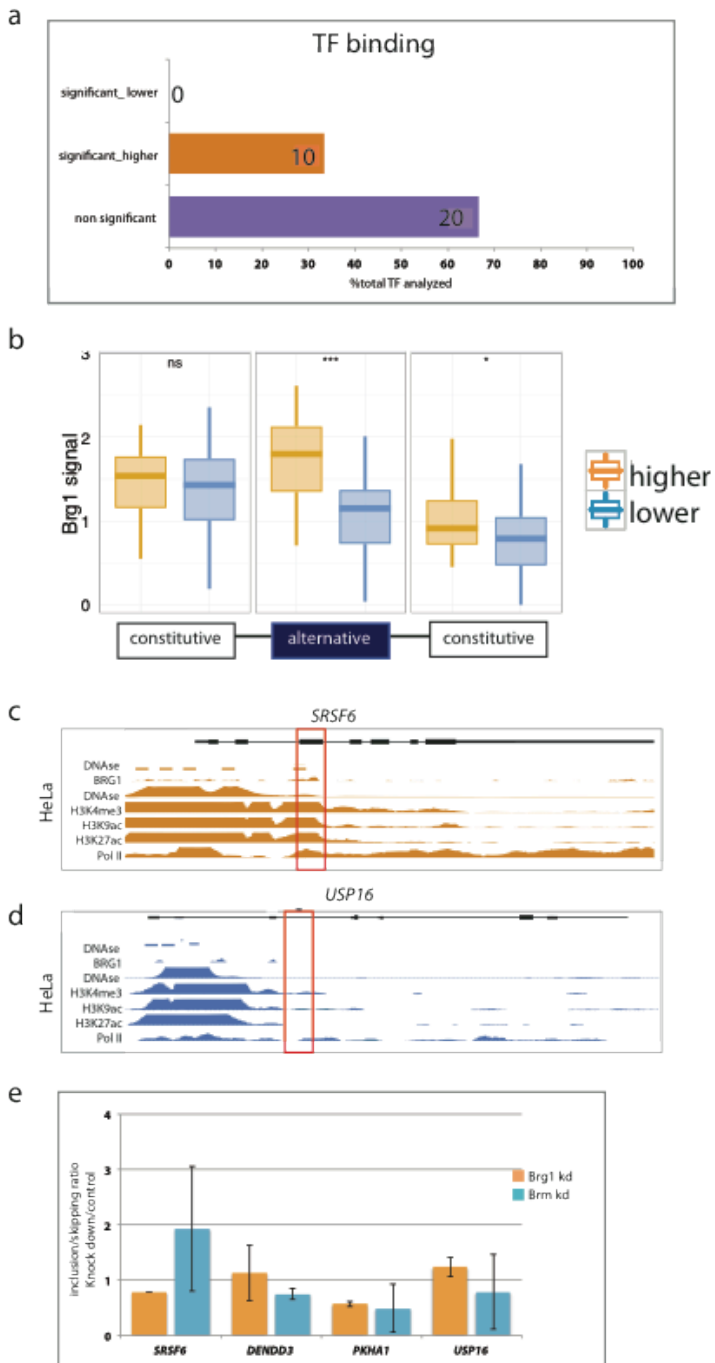 a
TF binding
significant_lower
0
significant_higher
10
non significant
20
0 10 20 30 40 50 60 70 80 90 100
%total TF analyzed
b
Brg1 signal
3
2
1
0
ns
***
*
higher
lower
constitutive
alternative
constitutive
c
SRSF6
HeLa
DNAse
BRG1
DNAse
H3K4me3
H3K9ac
H3K27ac
Pol II
d
USP16
HeLa
DNAse
BRG1
DNAse
H3K4me3
H3K9ac
H3K27ac
Pol II
e
inclusion/skipping ratio
Knock down/control
4
3
2
1
0
Brg1 kd
Brm kd
SRSF6 DENDD3 PKHA1 USP16